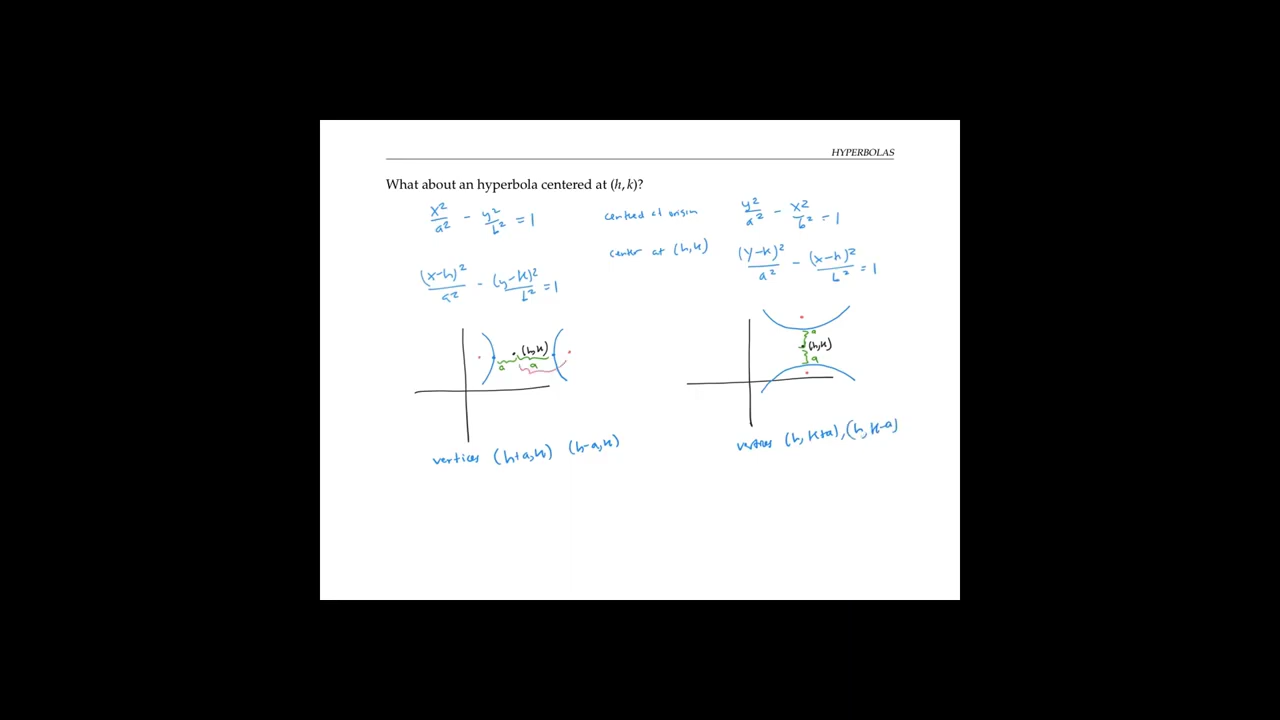 HYPERBOLAS
What about an hyperbola centered at (h, k)?
x²/a² - y²/b² = 1
centered at origin
y²/a² - x²/b² = 1
center at (h, k)
(x-h)²/a² - (y-k)²/b² = 1
(y-k)²/a² - (x-h)²/b² = 1
(h, k)
a
a
a
(h, k)
a
vertices (h+a, k) (h-a, k)
vertices (h, k+a), (h, k-a)